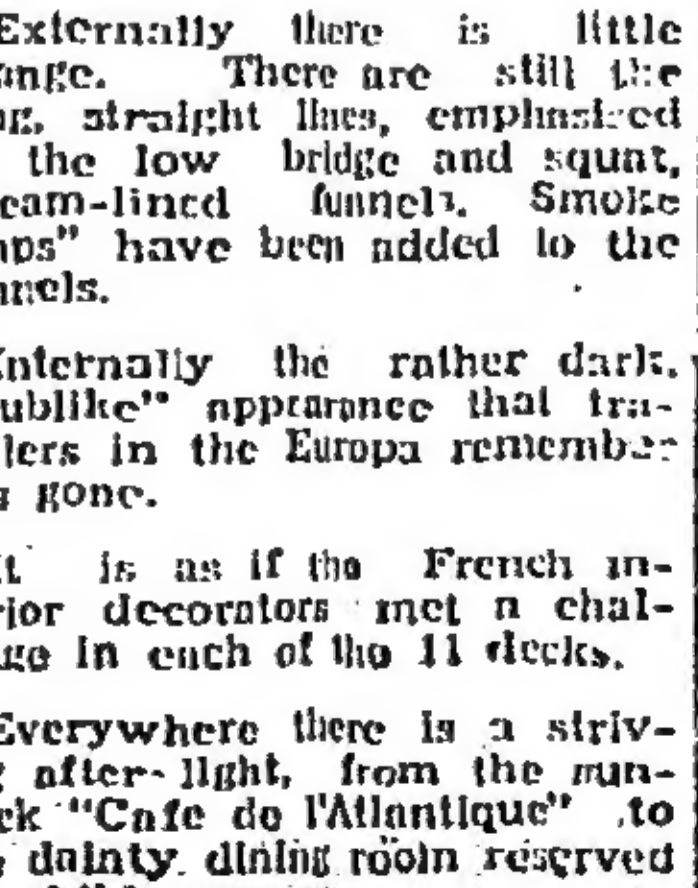 Externally there is little
ange. There are still the
ng, straight lines, emphasized
the low bridge and squat,
eam-lined funnels. Smoke
aps" have been added to the
nnels.
Internally the rather dark,
ublike" appearance that tra-
lers in the Europa remember
gone.
It is as if the French in-
rior decorators met a chal-
nge in each of the 11 decks.
Everywhere there is a striv-
g after light, from the sun-
ck "Cafe de l'Atlantique" to
dainty dining room reserved